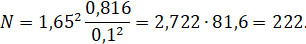 N = 1,65² 0,816/0,1² = 2,722 · 81,6 = 222.